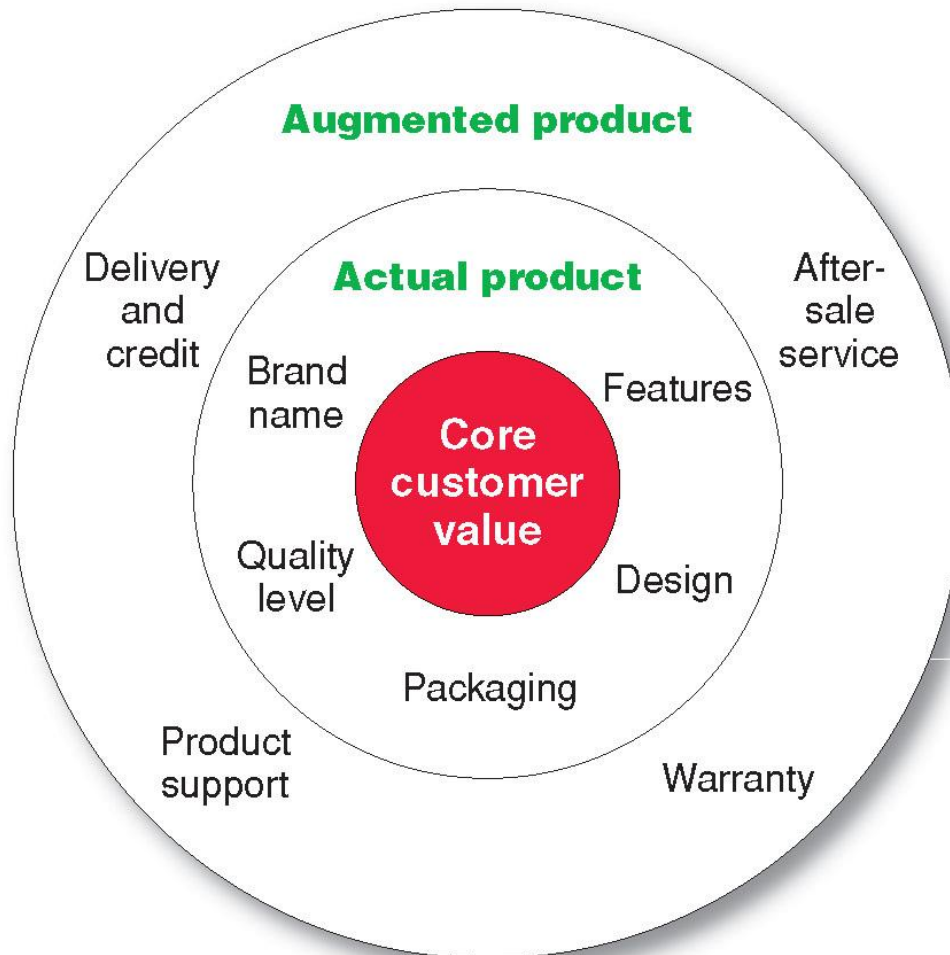 Augmented product
Delivery
and
credit
After-
sale
service
Actual product
Brand
name
Features
Core
customer
value
Quality
level
Design
Packaging
Product
support
Warranty